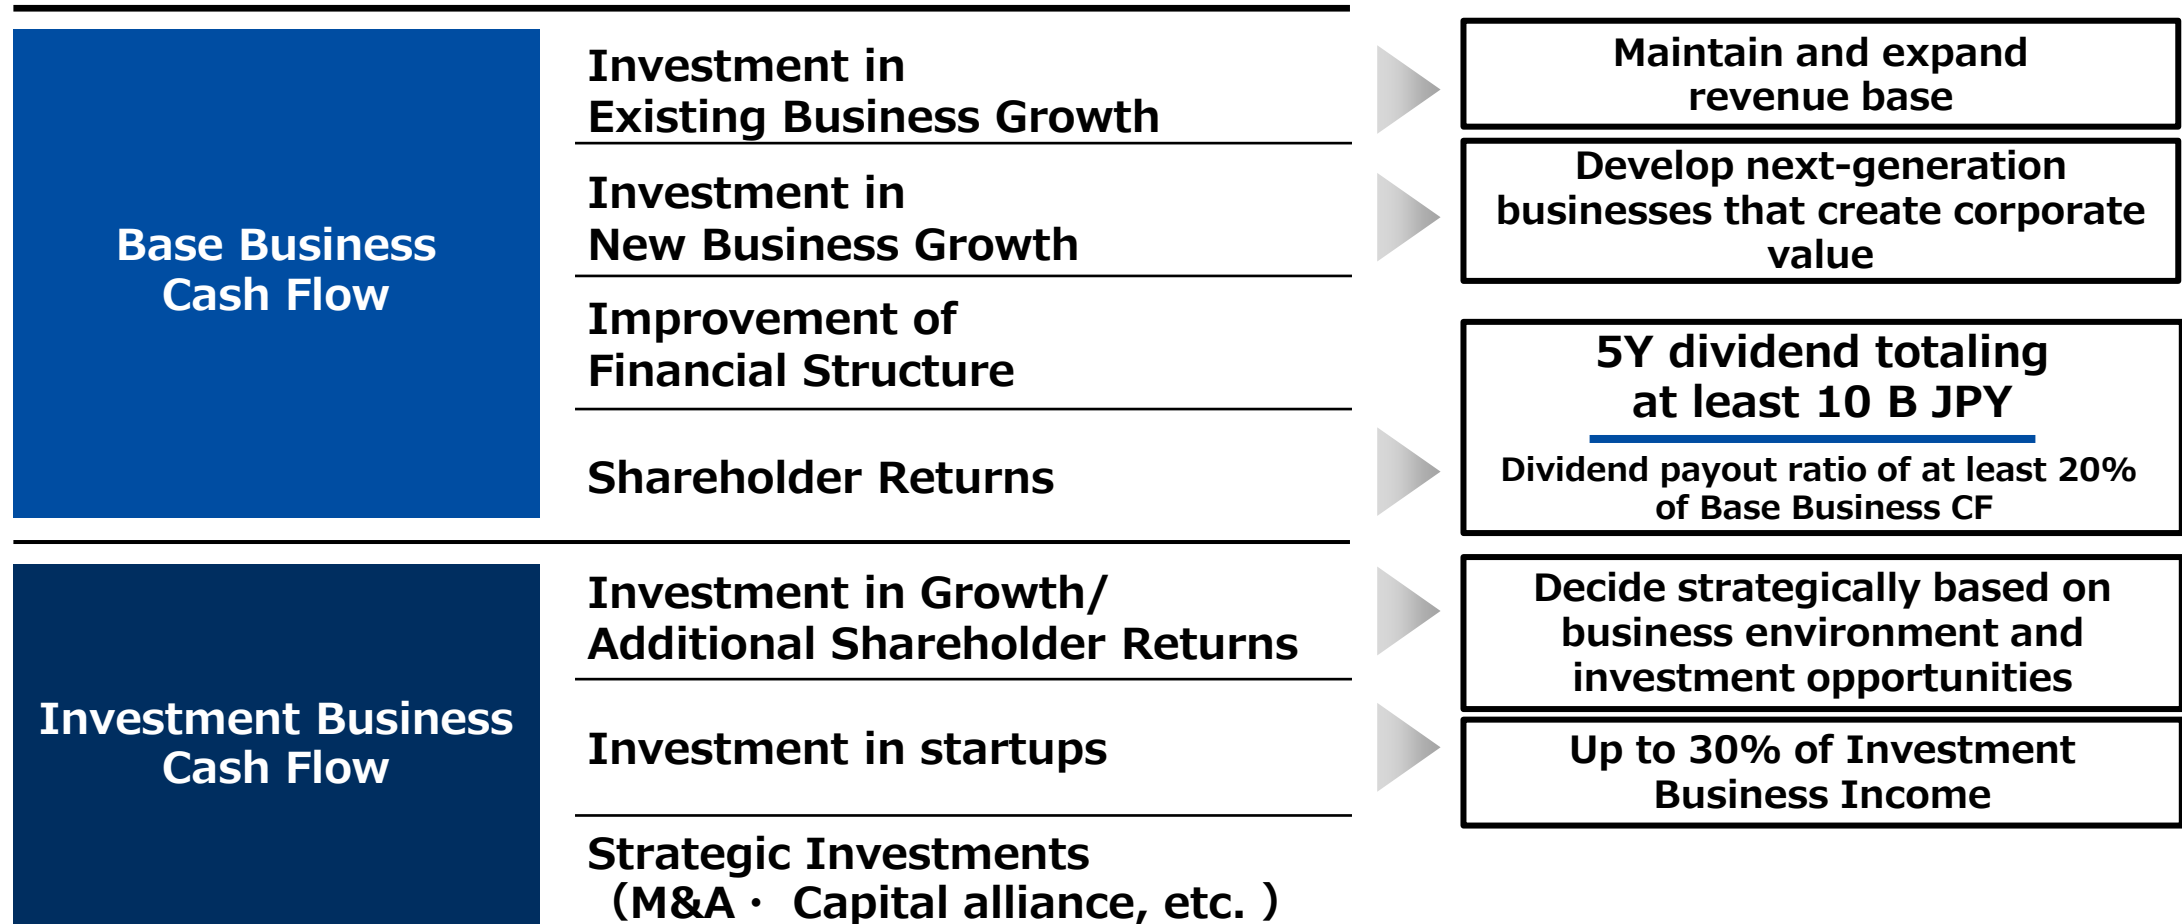 Base Business
Cash Flow
Investment in
Existing Business Growth
Maintain and expand
revenue base
Investment in
New Business Growth
Develop next-generation
businesses that create corporate
value
Improvement of
Financial Structure
Shareholder Returns
5Y dividend totaling
at least 10 B JPY
Dividend payout ratio of at least 20%
of Base Business CF
Investment Business
Cash Flow
Investment in Growth/
Additional Shareholder Returns
Decide strategically based on
business environment and
investment opportunities
Investment in startups
Up to 30% of Investment
Business Income
Strategic Investments
（M&A・ Capital alliance, etc. ）